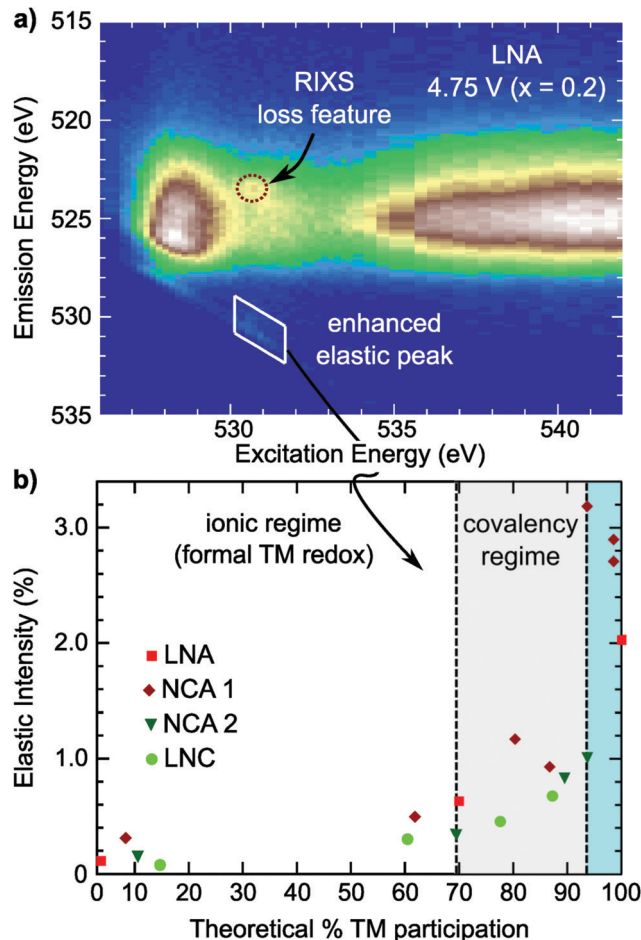 a)
515
520
525
530
535
Emission Energy (eV)
RIXS
loss feature
LNA
4.75 V (x = 0.2)
enhanced
elastic peak
530
535
540
Excitation Energy (eV)
b)
3.0
2.0
1.0
0
Elastic Intensity (%)
ionic regime
(formal TM redox)
covalency
regime
LNA
NCA 1
NCA 2
LNC
0 10 20 30 40 50 60 70 80 90 100
Theoretical % TM participation